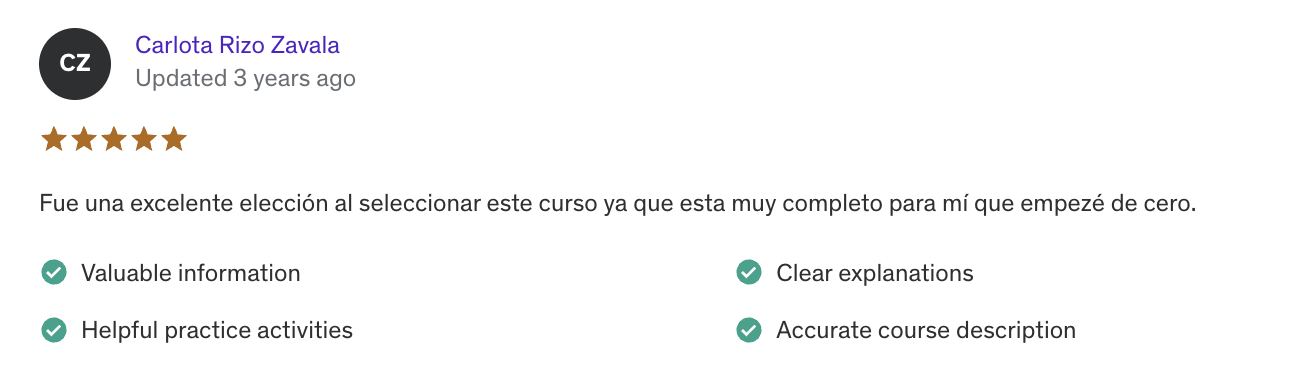 CZ
Carlota Rizo Zavala
Updated 3 years ago
Fue una excelente elección al seleccionar este curso ya que esta muy completo para mí que empezé de cero.
Valuable information
Clear explanations
Helpful practice activities
Accurate course description